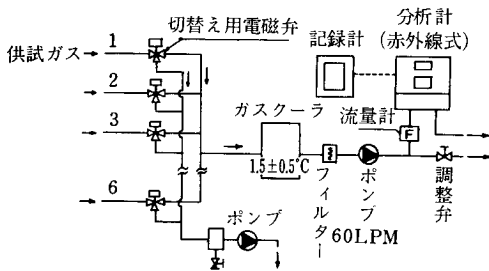 供試ガス
1
2
3
6
切替え用電磁弁
ガスクーラ
1.5±0.5℃
記録計
分析計
(赤外線式)
流量計
F
フィルター
ポンプ
60LPM
調整弁
ポンプ